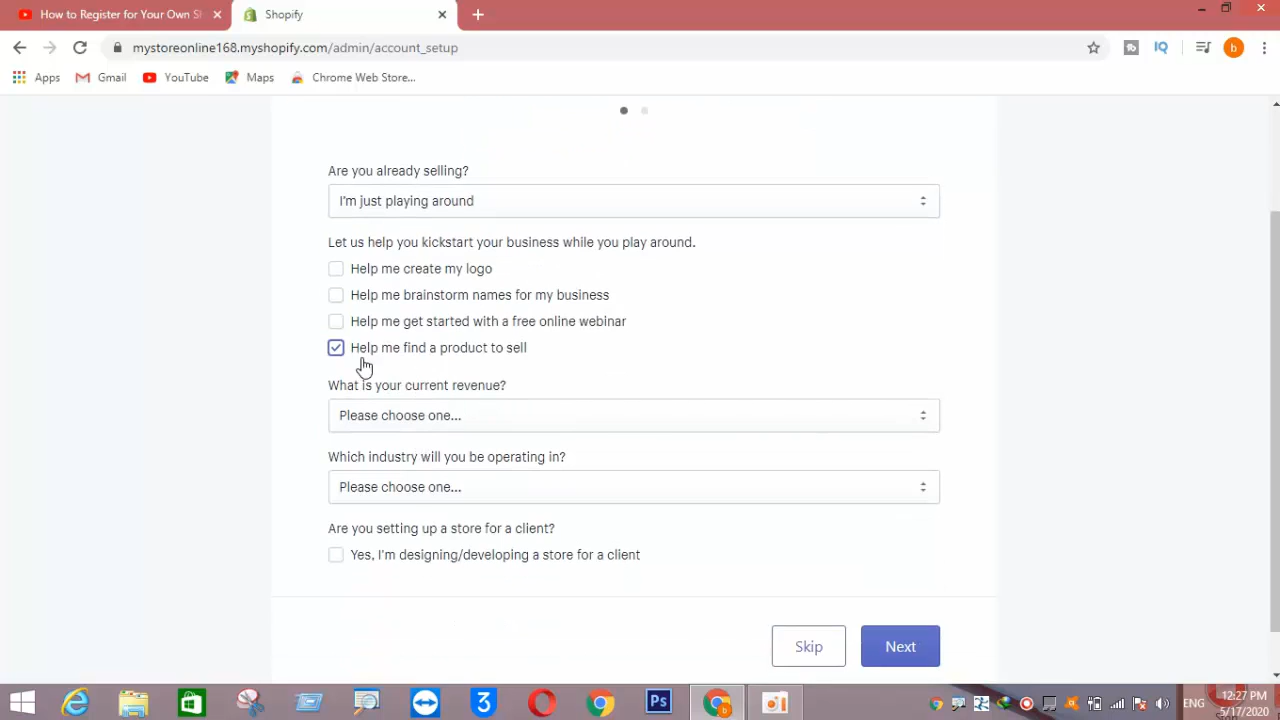 How to Register for Your Own S
Shopify
mystoreonline168.myshopify.com/admin/account_setup
b
Apps
Gmail
YouTube
Maps
Chrome Web Store...
Are you already selling?
I'm just playing around
Let us help you kickstart your business while you play around.
Help me create my logo
Help me brainstorm names for my business
Help me get started with a free online webinar
Help me find a product to sell
What is your current revenue?
Please choose one...
Which industry will you be operating in?
Please choose one...
Are you setting up a store for a client?
Yes, I'm designing/developing a store for a client
Skip
Next
3
Ps
b
ENG
12:27 PM
5/17/2020